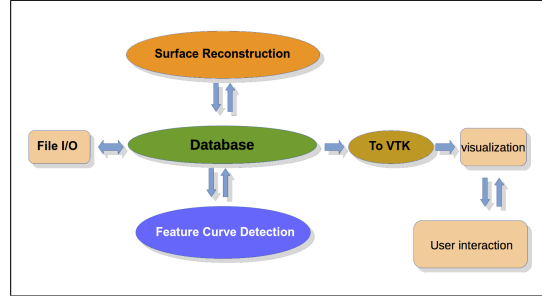 Surface Reconstruction
File I/O
Database
To VTK
visualization
Feature Curve Detection
User interaction